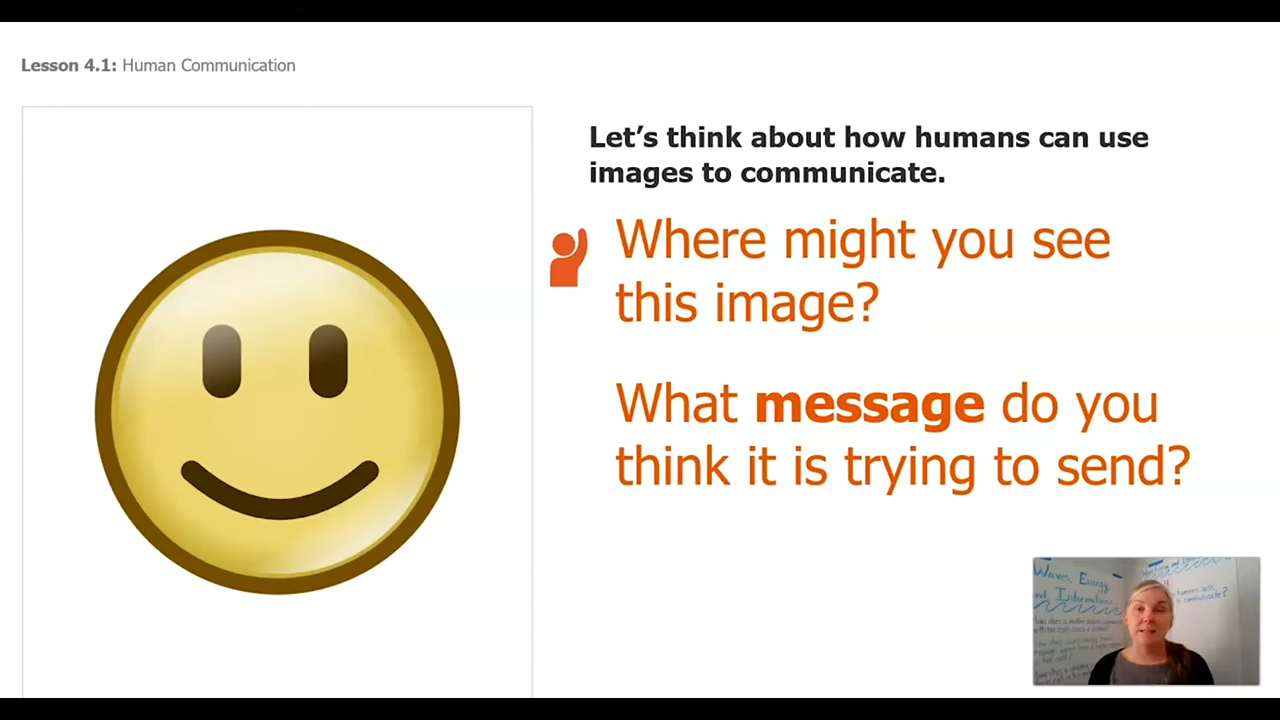 Lesson 4.1: Human Communication
Let’s think about how humans can use
images to communicate.
Where might you see
this image?
What message do you
think it is trying to send?
Waves, Energy
and Information